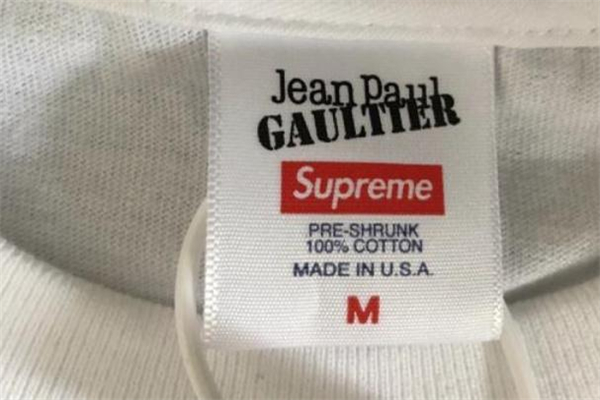 Jean Paul
GAULTIER
Supreme
PRE-SHRUNK
100% COTTON
MADE IN U.S.A.
M